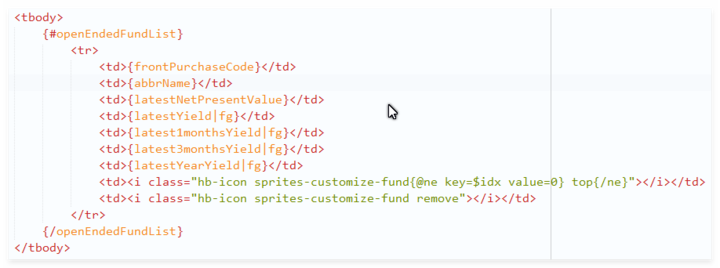 <tbody>
{#openEndedFundList}
<tr>
<td>{frontPurchaseCode}</td>
<td>{abbrName}</td>
<td>{latestNetPresentValue}</td>
<td>{latestYield|fg}</td>
<td>{latest1monthsYield|fg}</td>
<td>{latest3monthsYield|fg}</td>
<td>{latestYearYield|fg}</td>
<td><i class="hb-icon sprites-customize-fund{@ne key=$idx value=0} top{/ne}"></i></td>
<td><i class="hb-icon sprites-customize-fund remove"></i></td>
</tr>
{/openEndedFundList}
</tbody>